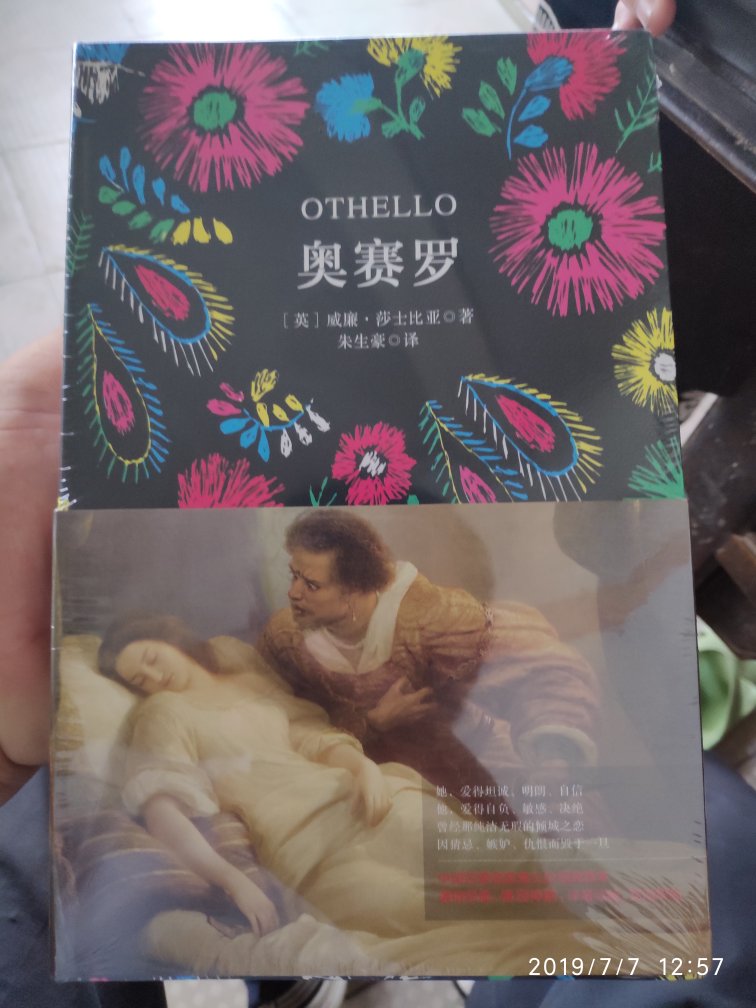 OTHELLO
奥赛罗
[英] 威廉·莎士比亚◎著
朱生豪◎译
她，爱得坦诚、明朗、自信
他，爱得自负、敏感、决绝
曾经那纯洁无瑕的倾城之恋
因猜忌、嫉妒、仇恨而毁于一旦
2019/7/7 12:57